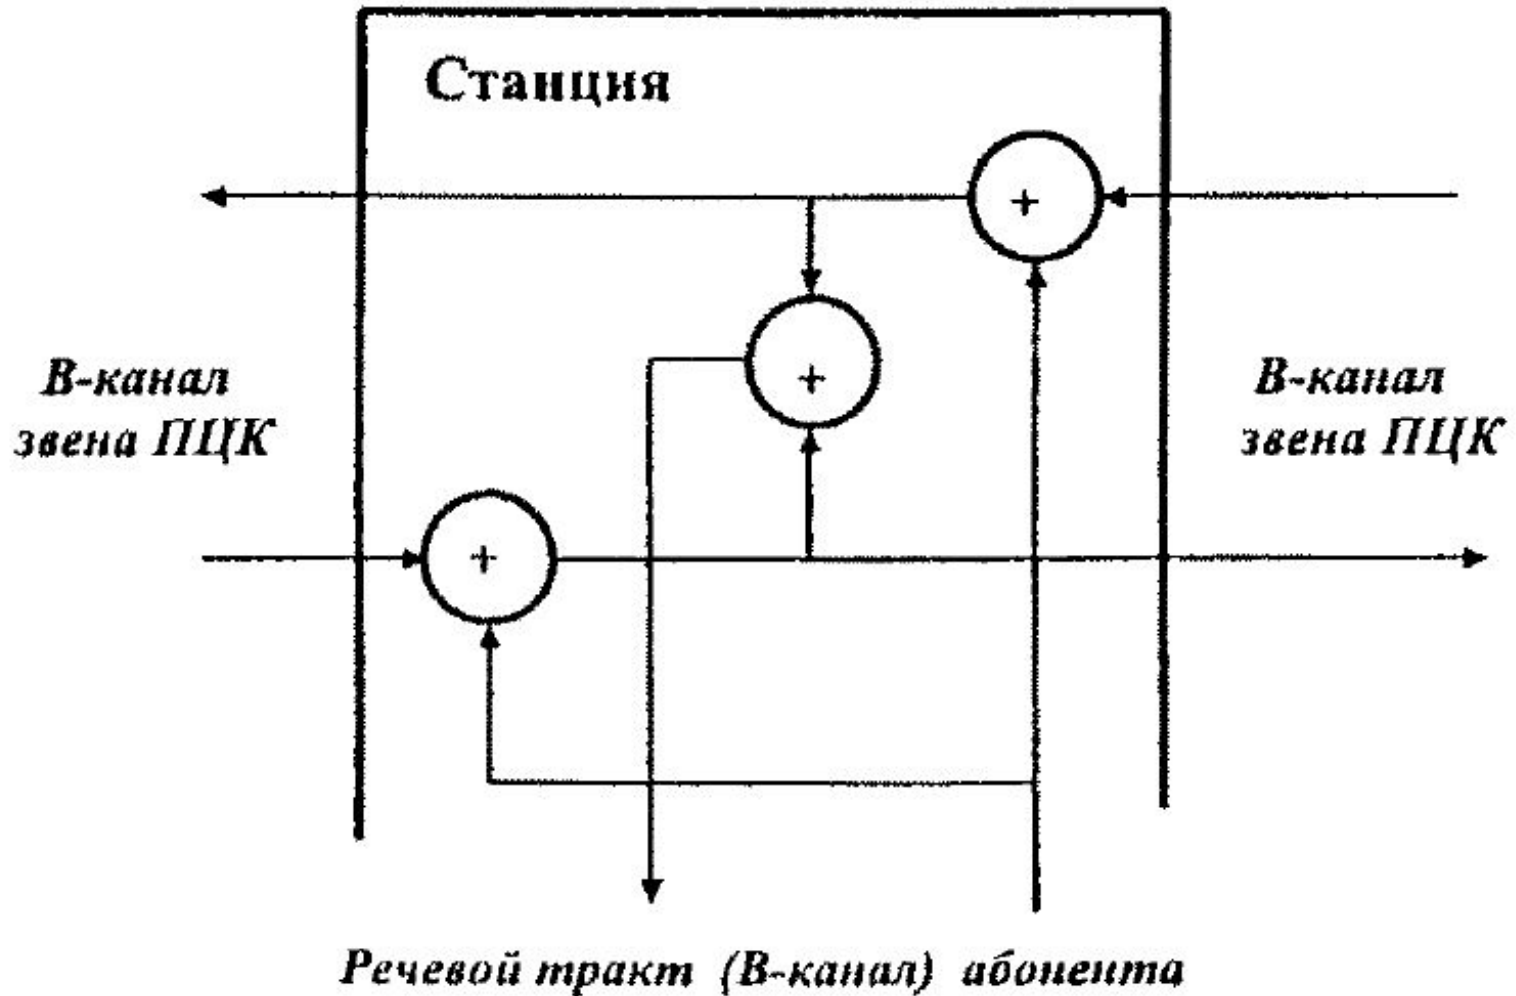 Станция
+
+
В-канал
звена ПЦК
В-канал
звена ПЦК
+
Речевой тракт (В-канал) абонента